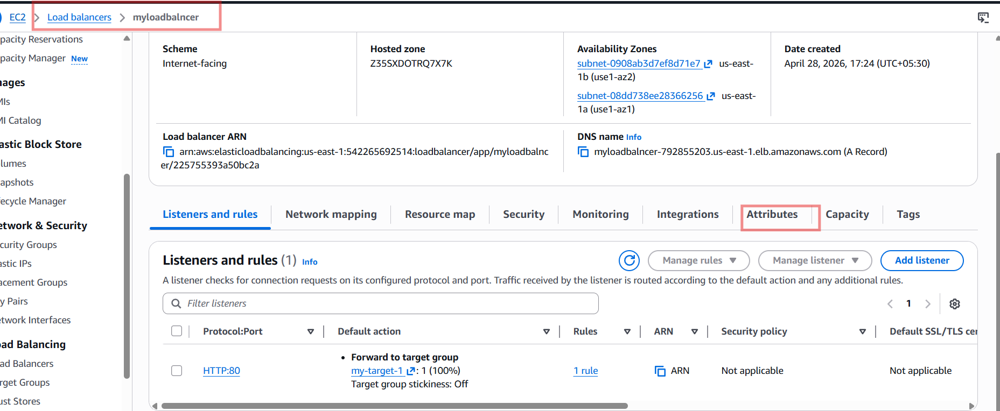 EC2 > Load balancers > myloadbalncer
pacity Reservations
pacity Manager New
nages
MIs
MI Catalog
astic Block Store
lumes
apshots
fecycle Manager
etwork & Security
curity Groups
astic IPs
acement Groups
y Pairs
etwork Interfaces
oad Balancing
ad Balancers
rget Groups
ust Stores
Scheme
Internet-facing
Hosted zone
Z35SXDOTRQ7X7K
Availability Zones
subnet-0908ab3d7ef8d71e7 us-east-
1b (use1-az2)
subnet-08dd738ee28366256 us-east-
1a (use1-az1)
Date created
April 28, 2026, 17:24 (UTC+05:30)
Load balancer ARN
arn:aws:elasticloadbalancing:us-east-1:542265692514:loadbalancer/app/myloadbalnc
er/225755393a50bc2a
DNS name Info
myloadbalncer-792855203.us-east-1.elb.amazonaws.com (A Record)
Listeners and rules Network mapping Resource map Security Monitoring Integrations Attributes Capacity Tags
Listeners and rules (1) Info
Manage rules Manage listener Add listener
A listener checks for connection requests on its configured protocol and port. Traffic received by the listener is routed according to the default action and any additional rules.
Filter listeners
1
Protocol:Port Default action Rules ARN Security policy Default SSL/TLS cer
HTTP:80
• Forward to target group
my-target-1 : 1 (100%)
Target group stickiness: Off
1 rule
ARN
Not applicable
Not applicable